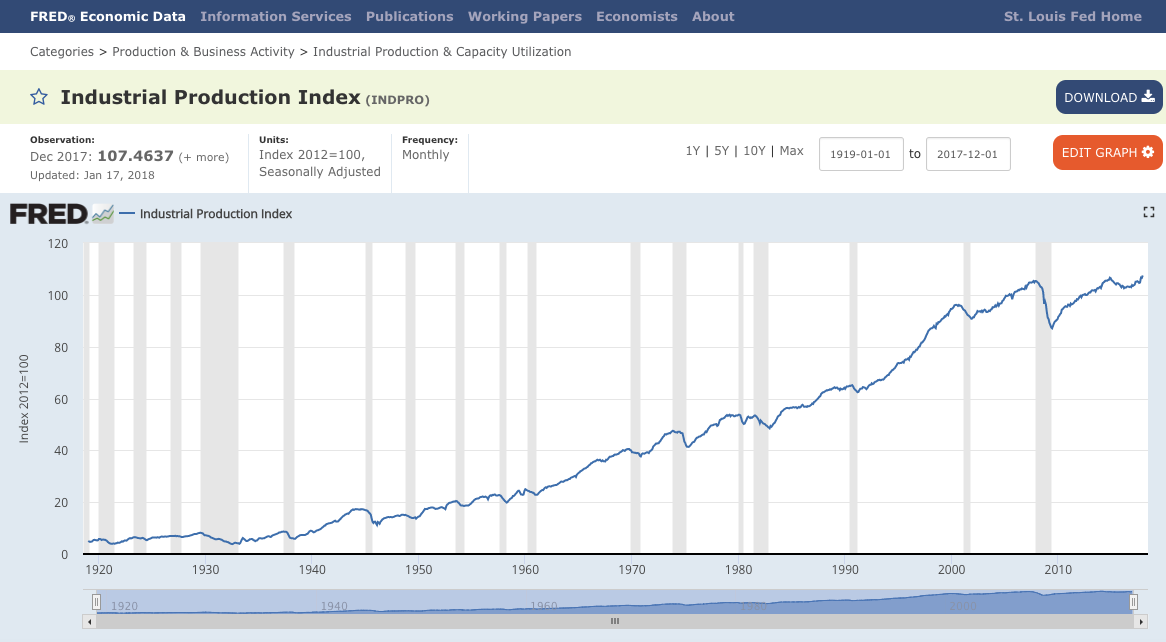 FRED® Economic Data Information Services Publications Working Papers Economists About St. Louis Fed Home
Categories > Production & Business Activity > Industrial Production & Capacity Utilization
Industrial Production Index (INDPRO)
DOWNLOAD
Observation:
Dec 2017: 107.4637 (+ more)
Updated: Jan 17, 2018
Units:
Index 2012=100,
Seasonally Adjusted
Frequency:
Monthly
1Y | 5Y | 10Y | Max
1919-01-01 to 2017-12-01
EDIT GRAPH
FRED
Industrial Production Index
Index 2012=100
120
100
80
60
40
20
0
1920 1930 1940 1950 1960 1970 1980 1990 2000 2010
1920 1940 1960 1980 2000